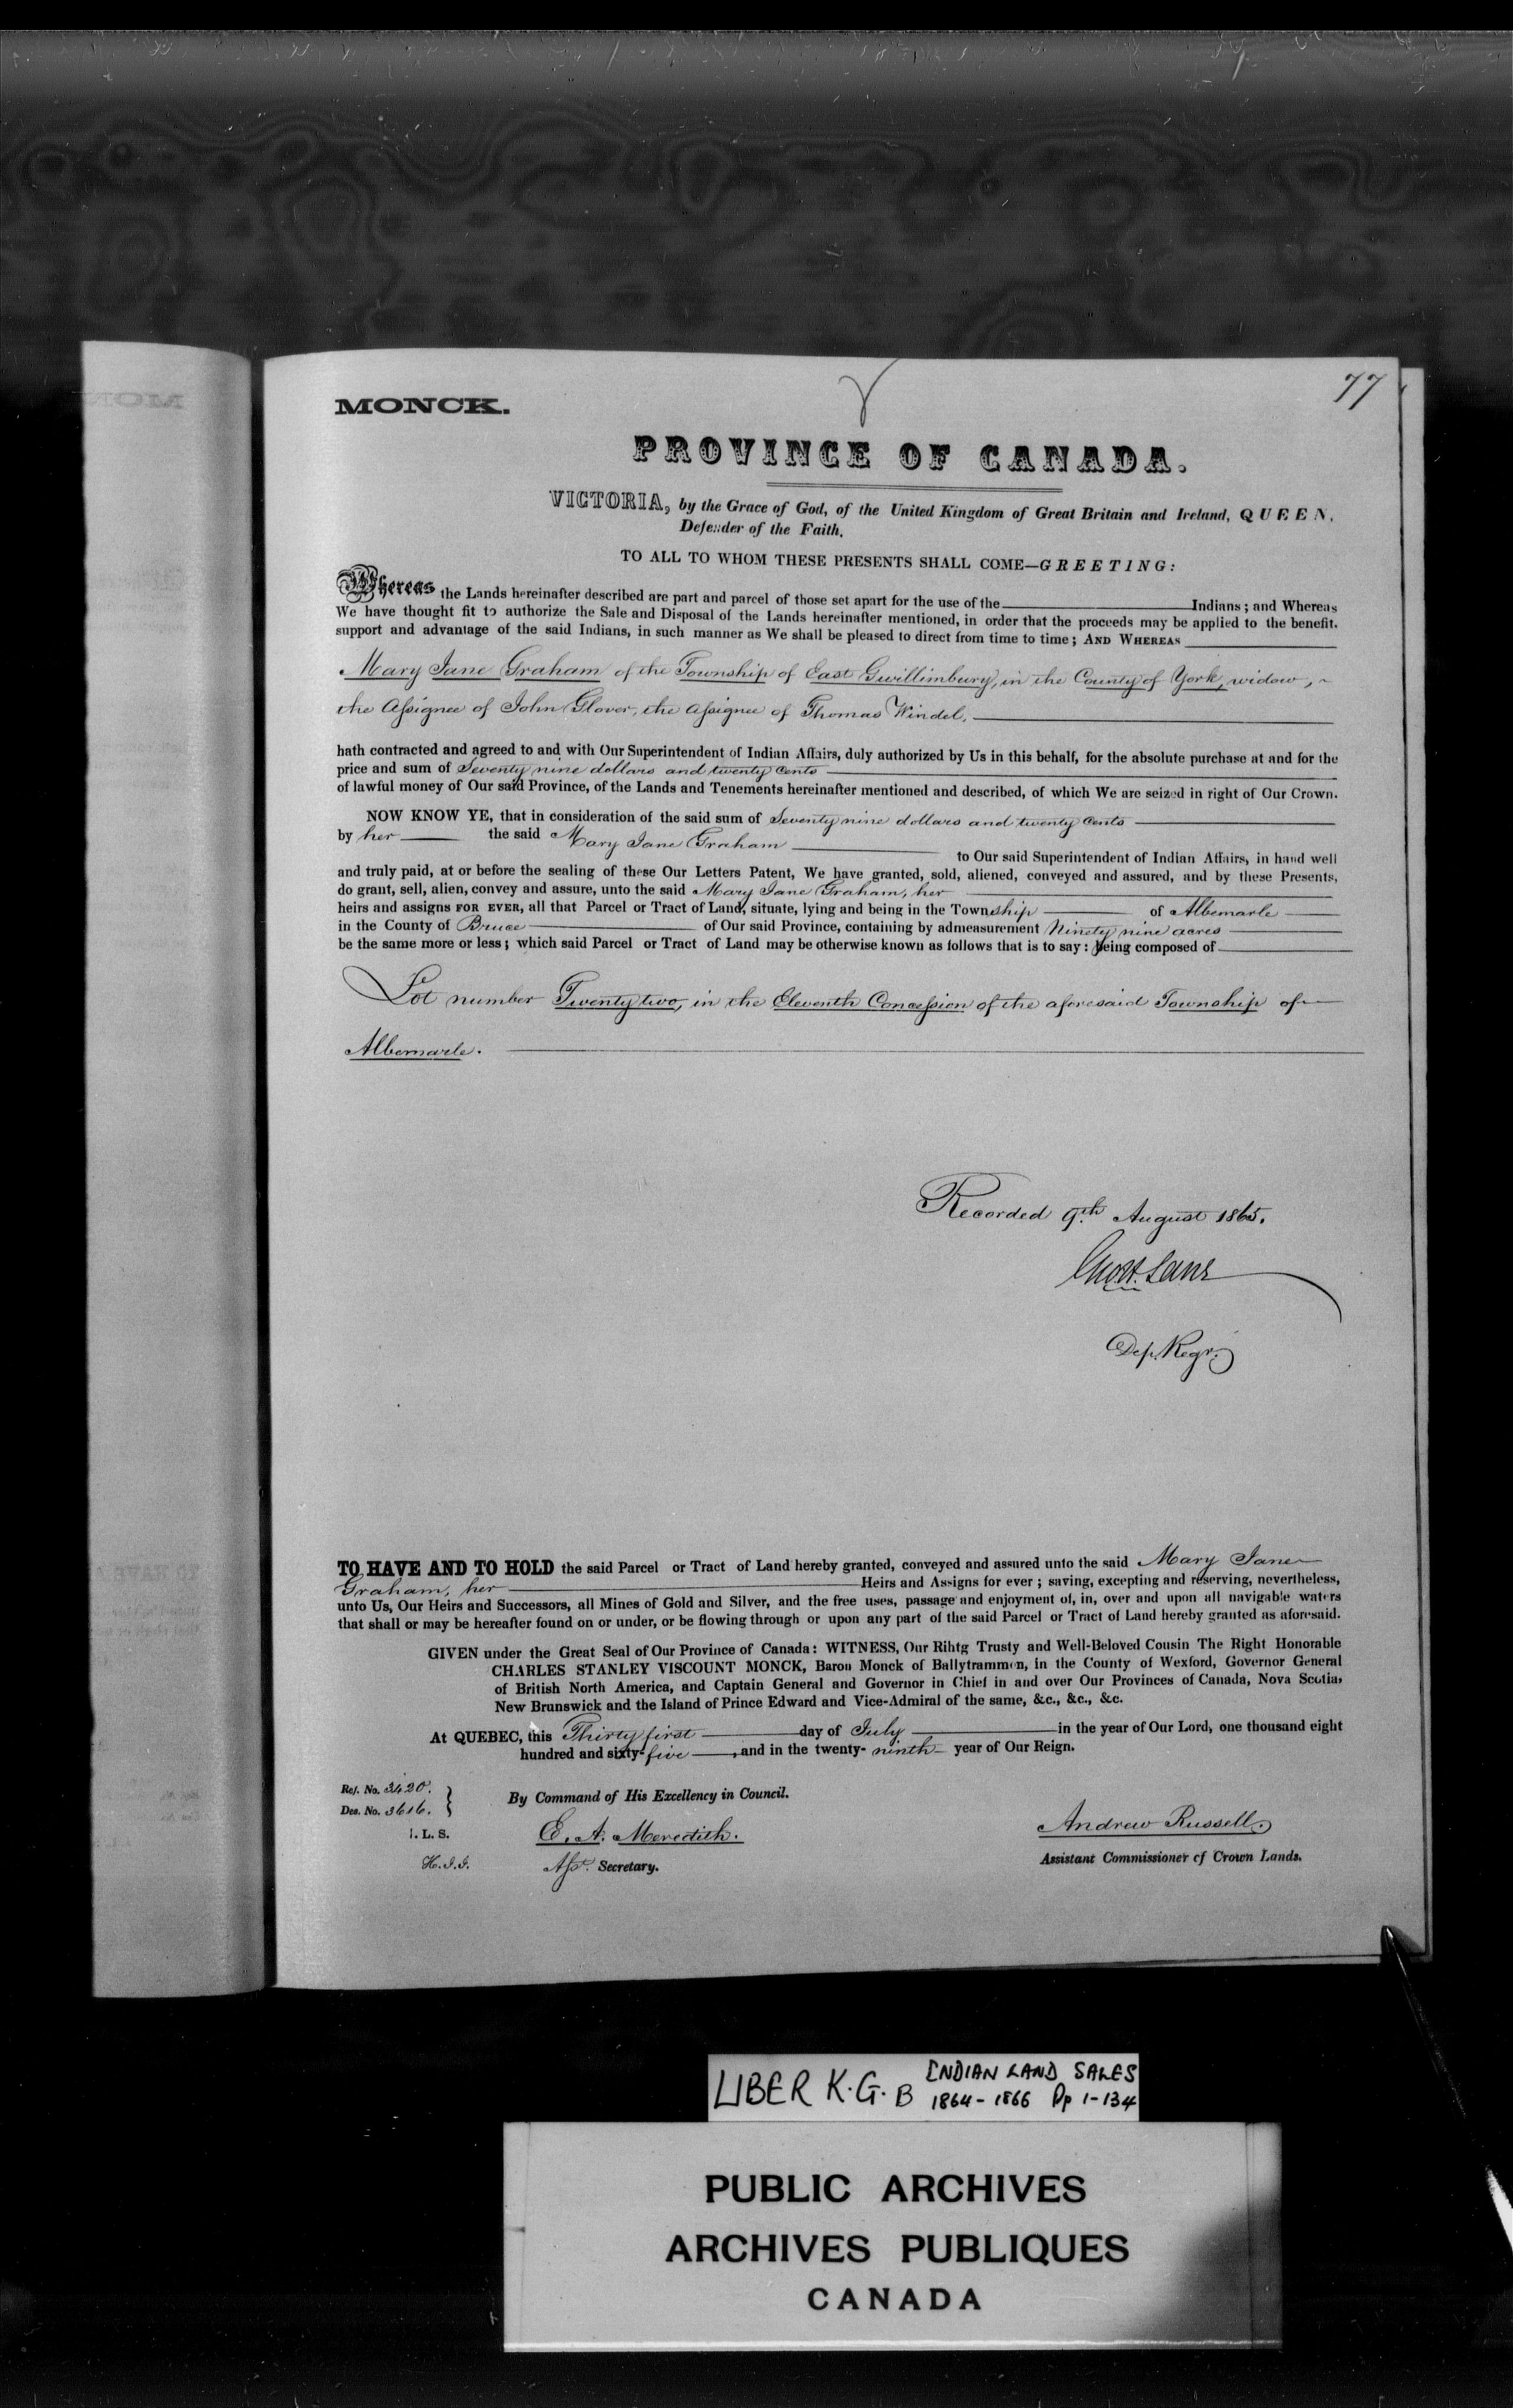 77
MONCK.
PROVINCE OF CANADA.
VICTORIA, by the Grace of God, of the United Kingdom of Great Britain and Ireland, QUEEN,
Defender of the Faith.
TO ALL TO WHOM THESE PRESENTS SHALL COME—GREETING:
Whereas the Lands hereinafter described are part and parcel of those set apart for the use of the Indians; and Whereas
We have thought fit to authorize the Sale and Disposal of the Lands hereinafter mentioned, in order that the proceeds may be applied to the benefit.
support and advantage of the said Indians, in such manner as We shall be pleased to direct from time to time; AND WHEREAS
Mary Jane Graham of the Township of East Gwillimbury, in the County of York, widow,
the Assignee of John Glover, the Assignee of Thomas Windel,
hath contracted and agreed to and with Our Superintendent of Indian Affairs, duly authorized by Us in this behalf, for the absolute purchase at and for the
price and sum of Seventy nine dollars and twenty Cents
of lawful money of Our said Province, of the Lands and Tenements hereinafter mentioned and described, of which We are seized in right of Our Crown.
NOW KNOW YE, that in consideration of the said sum of Seventy nine dollars and twenty Cents
by her the said Mary Jane Graham to Our said Superintendent of Indian Affairs, in hand well
and truly paid, at or before the sealing of these Our Letters Patent, We have granted, sold, aliened, conveyed and assured, and by these Presents,
do grant, sell, alien, convey and assure, unto the said Mary Jane Graham, her
heirs and assigns FOR EVER, all that Parcel or Tract of Land, situate, lying and being in the Township of Albemarle
in the County of Bruce of Our said Province, containing by admeasurement Ninety nine acres
be the same more or less; which said Parcel or Tract of Land may be otherwise known as follows that is to say: being composed of
Lot number Twenty two, in the Eleventh Concession of the aforesaid Township of
Albemarle.
Recorded 9th August 1865.
Dep. Regr.
TO HAVE AND TO HOLD the said Parcel or Tract of Land hereby granted, conveyed and assured unto the said Mary Jane
Graham, her Heirs and Assigns for ever; saving, excepting and reserving, nevertheless,
unto Us, Our Heirs and Successors, all Mines of Gold and Silver, and the free uses, passage and enjoyment of, in, over and upon all navigable waters
that shall or may be hereafter found on or under, or be flowing through or upon any part of the said Parcel or Tract of Land hereby granted as aforesaid.
GIVEN under the Great Seal of Our Province of Canada: WITNESS, Our Rihtg Trusty and Well-Beloved Cousin The Right Honorable
CHARLES STANLEY VISCOUNT MONCK, Baron Monck of Ballytrammon, in the County of Wexford, Governor General
of British North America, and Captain General and Governor in Chief in and over Our Provinces of Canada, Nova Scotia,
New Brunswick and the Island of Prince Edward and Vice-Admiral of the same, &c., &c., &c.
At QUEBEC, this Thirty first day of July in the year of Our Lord, one thousand eight
hundred and sixty-five, and in the twenty-ninth year of Our Reign.
Ref. No. 3420.
Des. No. 3616.
By Command of His Excellency in Council.
I. L. S.
E. A. Meredith.
Andrew Russell.
H.J.J.
Asst. Secretary.
Assistant Commissioner of Crown Lands.
LIBER K.G. B INDIAN LAND SALES
1864-1866 Pp 1-134
PUBLIC ARCHIVES
ARCHIVES PUBLIQUES
CANADA